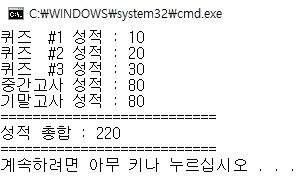 C:₩WINDOWS₩system32₩cmd.exe
퀴즈  #1 성적 : 10
퀴즈  #2 성적 : 20
퀴즈  #3 성적 : 30
중간고사 성적 : 80
기말고사 성적 : 80
===========================
성적 총합 : 220
===========================
계속하려면 아무 키나 누르십시오 . . .